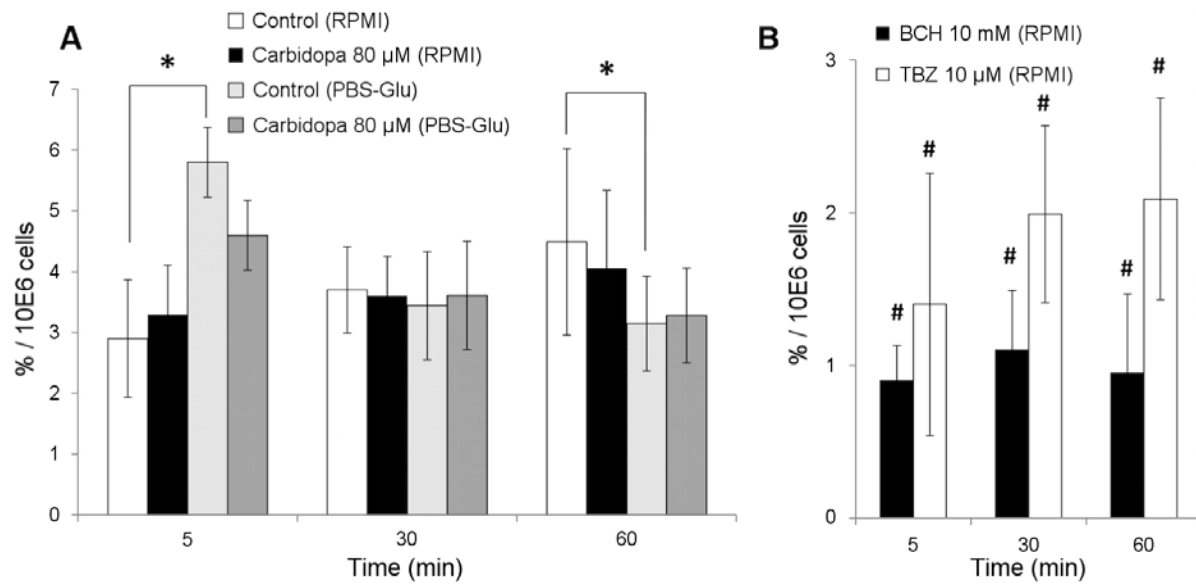 A
Control (RPMI)
Carbidopa 80 µM (RPMI)
Control (PBS-Glu)
Carbidopa 80 µM (PBS-Glu)
*
*
7
6
5
4
3
2
1
0
% / 10E6 cells
5
30
60
Time (min)
B
BCH 10 mM (RPMI)
TBZ 10 µM (RPMI)
3
2
1
0
% / 10E6 cells
#
#
#
#
#
#
5
30
60
Time (min)